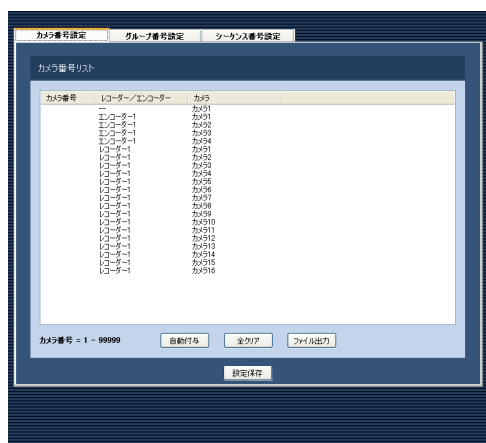 カメラ番号設定 グループ番号設定 シーケンス番号設定
カメラ番号リスト
カメラ番号 レコーダー／エンコーダー カメラ
-- カメラ1
エンコーダー1 カメラ1
エンコーダー1 カメラ2
エンコーダー1 カメラ3
エンコーダー1 カメラ4
レコーダー1 カメラ1
レコーダー1 カメラ2
レコーダー1 カメラ3
レコーダー1 カメラ4
レコーダー1 カメラ5
レコーダー1 カメラ6
レコーダー1 カメラ7
レコーダー1 カメラ8
レコーダー1 カメラ9
レコーダー1 カメラ10
レコーダー1 カメラ11
レコーダー1 カメラ12
レコーダー1 カメラ13
レコーダー1 カメラ14
レコーダー1 カメラ15
レコーダー1 カメラ16
カメラ番号 = 1 - 99999 自動付与 全クリア ファイル出力
設定保存